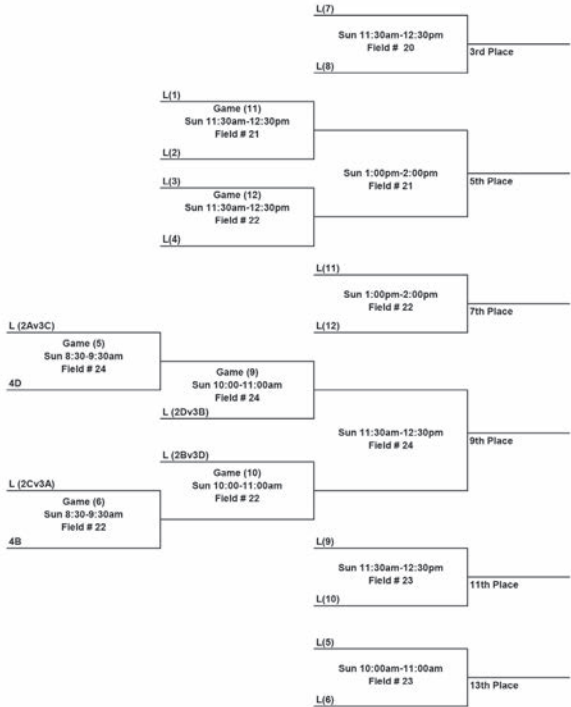 L(7)
Sun 11:30am-12:30pm
Field # 20
3rd Place
L(8)
L(1)
Game (11)
Sun 11:30am-12:30pm
Field # 21
L(2)
L(3)
Game (12)
Sun 11:30am-12:30pm
Field # 22
L(4)
Sun 1:00pm-2:00pm
Field # 21
5th Place
L(11)
Sun 1:00pm-2:00pm
Field # 22
7th Place
L(12)
L (2Av3C)
Game (5)
Sun 8:30-9:30am
Field # 24
4D
Game (9)
Sun 10:00-11:00am
Field # 24
L (2Dv3B)
Sun 11:30am-12:30pm
Field # 24
9th Place
L (2Bv3D)
Game (10)
Sun 10:00-11:00am
Field # 22
L (2Cv3A)
Game (6)
Sun 8:30-9:30am
Field # 22
4B
L(9)
Sun 11:30am-12:30pm
Field # 23
11th Place
L(10)
L(5)
Sun 10:00am-11:00am
Field # 23
13th Place
L(6)